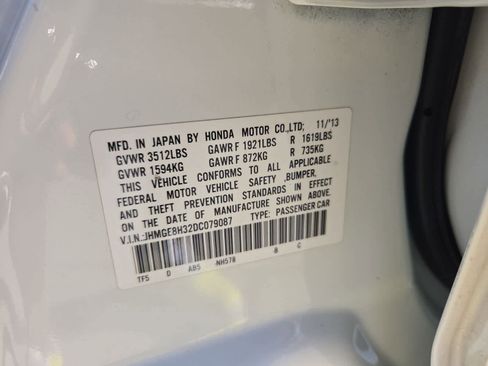 MFD. IN JAPAN BY HONDA MOTOR CO.,LTD; 11/'13
GVWR 3512LBS GAWR F 1921LBS R 1619LBS
GVWR 1594KG GAWR F 872KG R 735KG
THIS VEHICLE CONFORMS TO ALL APPLICABLE
FEDERAL MOTOR VEHICLE SAFETY ,BUMPER,
AND THEFT PREVENTION STANDARDS IN EFFECT
ON THE DATE OF MANUFACTURE SHOWN ABOVE.
V.I.N.:JHMGE8H32DC079087 TYPE: PASSENGER CAR
TF5 D AB5 -NH578 B C